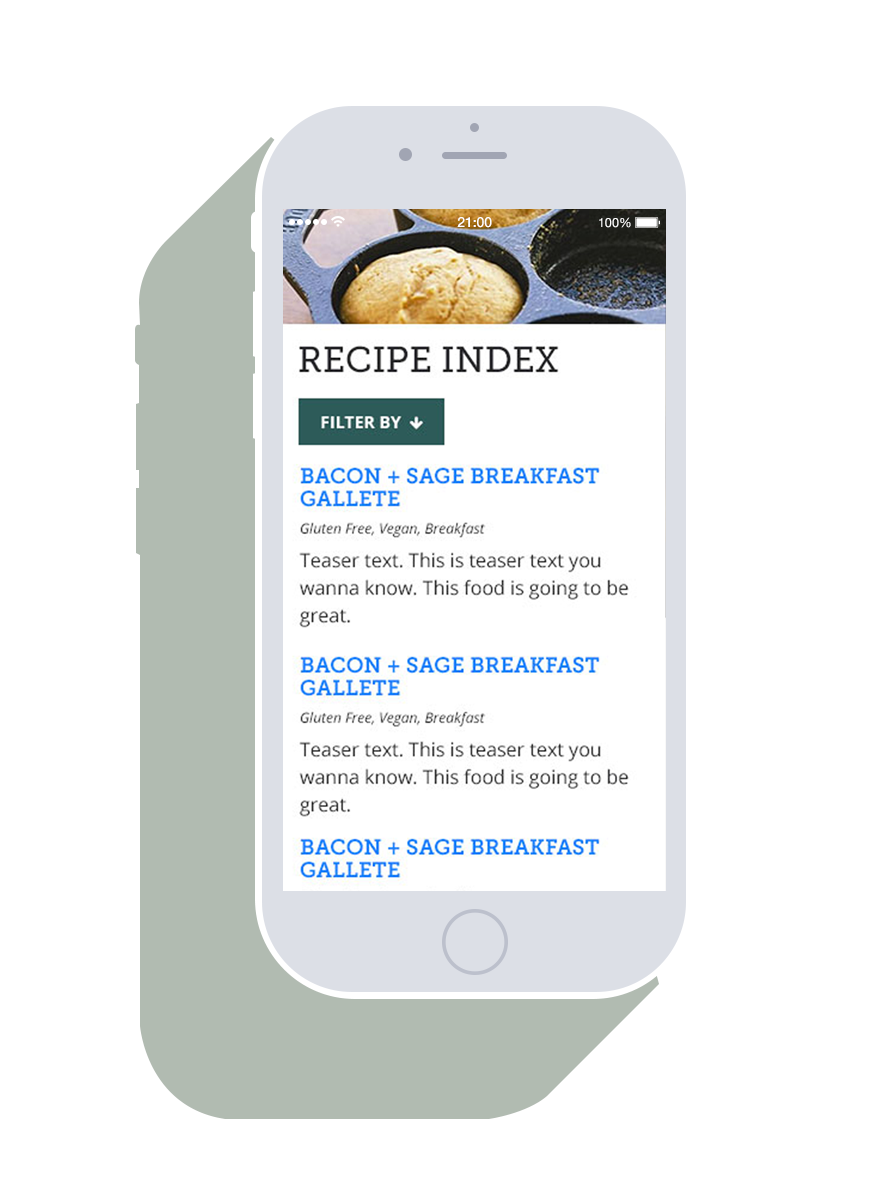 21:00 100%
RECIPE INDEX
FILTER BY
BACON + SAGE BREAKFAST
GALLETE
Gluten Free, Vegan, Breakfast
Teaser text. This is teaser text you
wanna know. This food is going to be
great.
BACON + SAGE BREAKFAST
GALLETE
Gluten Free, Vegan, Breakfast
Teaser text. This is teaser text you
wanna know. This food is going to be
great.
BACON + SAGE BREAKFAST
GALLETE